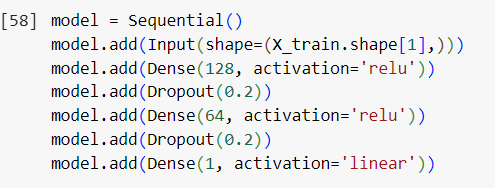 [58] model = Sequential()
model.add(Input(shape=(X_train.shape[1],)))
model.add(Dense(128, activation='relu'))
model.add(Dropout(0.2))
model.add(Dense(64, activation='relu'))
model.add(Dropout(0.2))
model.add(Dense(1, activation='linear'))